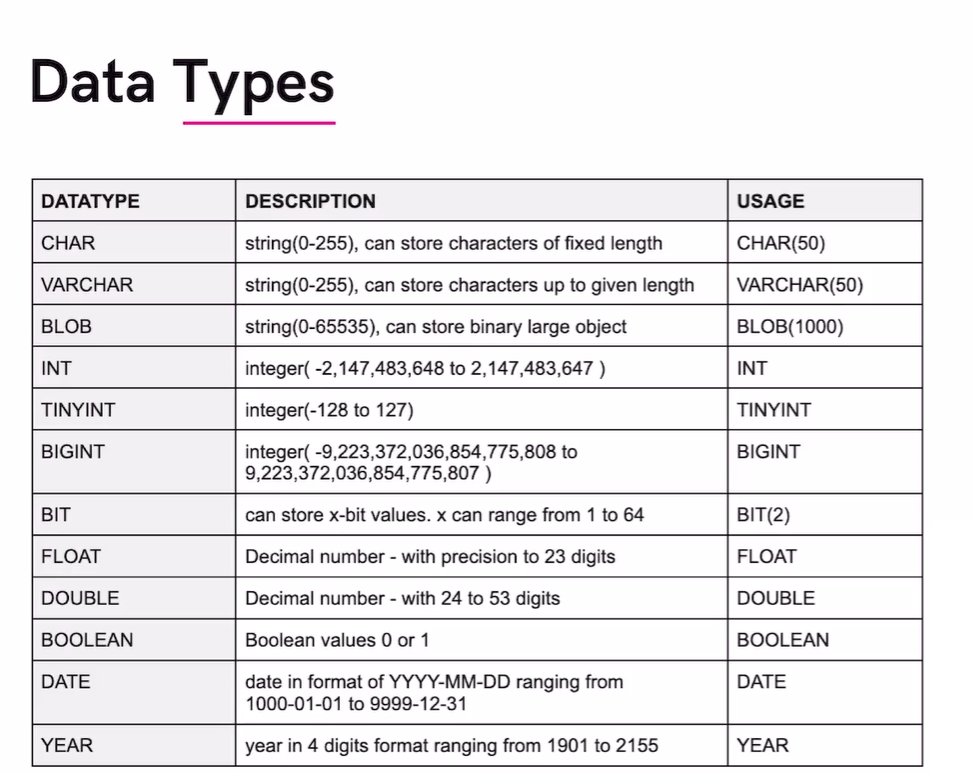 Data Types
DATATYPE DESCRIPTION USAGE
CHAR string(0-255), can store characters of fixed length CHAR(50)
VARCHAR string(0-255), can store characters up to given length VARCHAR(50)
BLOB string(0-65535), can store binary large object BLOB(1000)
INT integer( -2,147,483,648 to 2,147,483,647 ) INT
TINYINT integer(-128 to 127) TINYINT
BIGINT integer( -9,223,372,036,854,775,808 to BIGINT
9,223,372,036,854,775,807 )
BIT can store x-bit values. x can range from 1 to 64 BIT(2)
FLOAT Decimal number - with precision to 23 digits FLOAT
DOUBLE Decimal number - with 24 to 53 digits DOUBLE
BOOLEAN Boolean values 0 or 1 BOOLEAN
DATE date in format of YYYY-MM-DD ranging from DATE
1000-01-01 to 9999-12-31
YEAR year in 4 digits format ranging from 1901 to 2155 YEAR